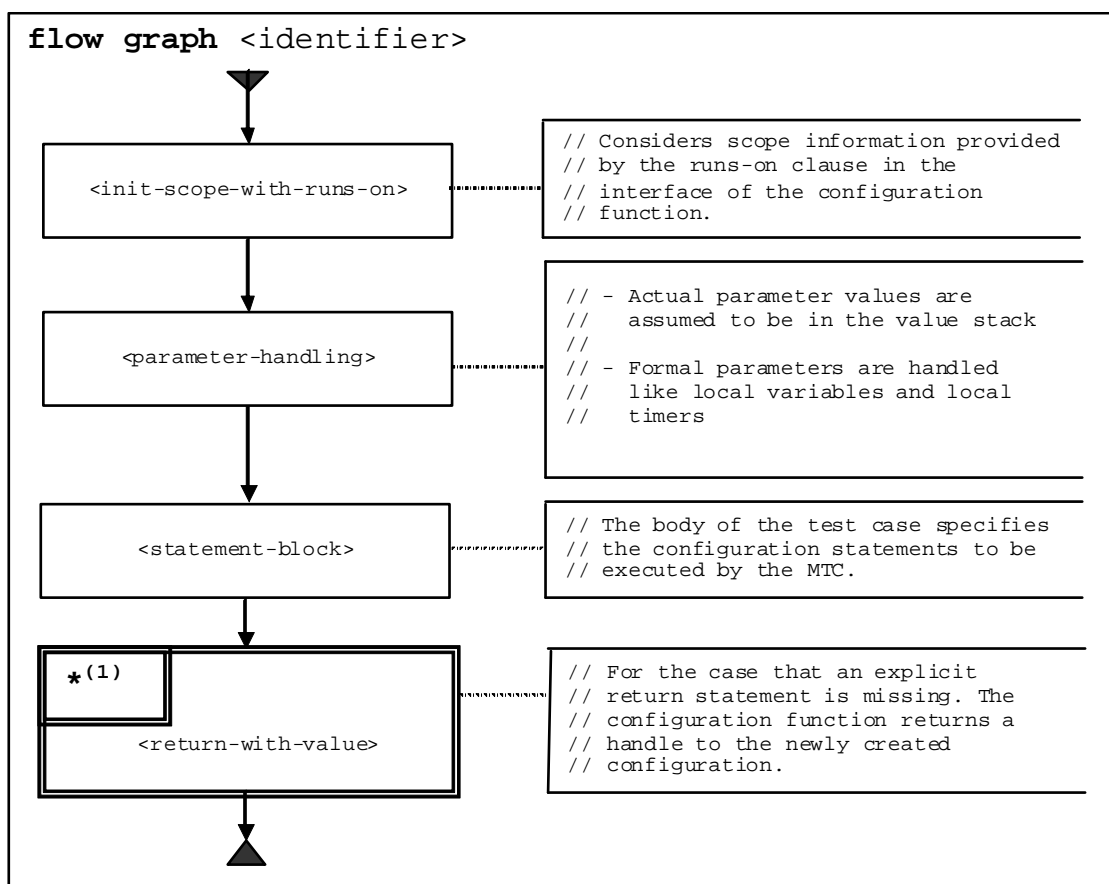 flow graph <identifier>
<init-scope-with-runs-on>
// Considers scope information provided
// by the runs-on clause in the
// interface of the configuration
// function.
<parameter-handling>
// - Actual parameter values are
//   assumed to be in the value stack
//
// - Formal parameters are handled
//   like local variables and local
//   timers
<statement-block>
// The body of the test case specifies
// the configuration statements to be
// executed by the MTC.
*(1)
<return-with-value>
// For the case that an explicit
// return statement is missing. The
// configuration function returns a
// handle to the newly created
// configuration.